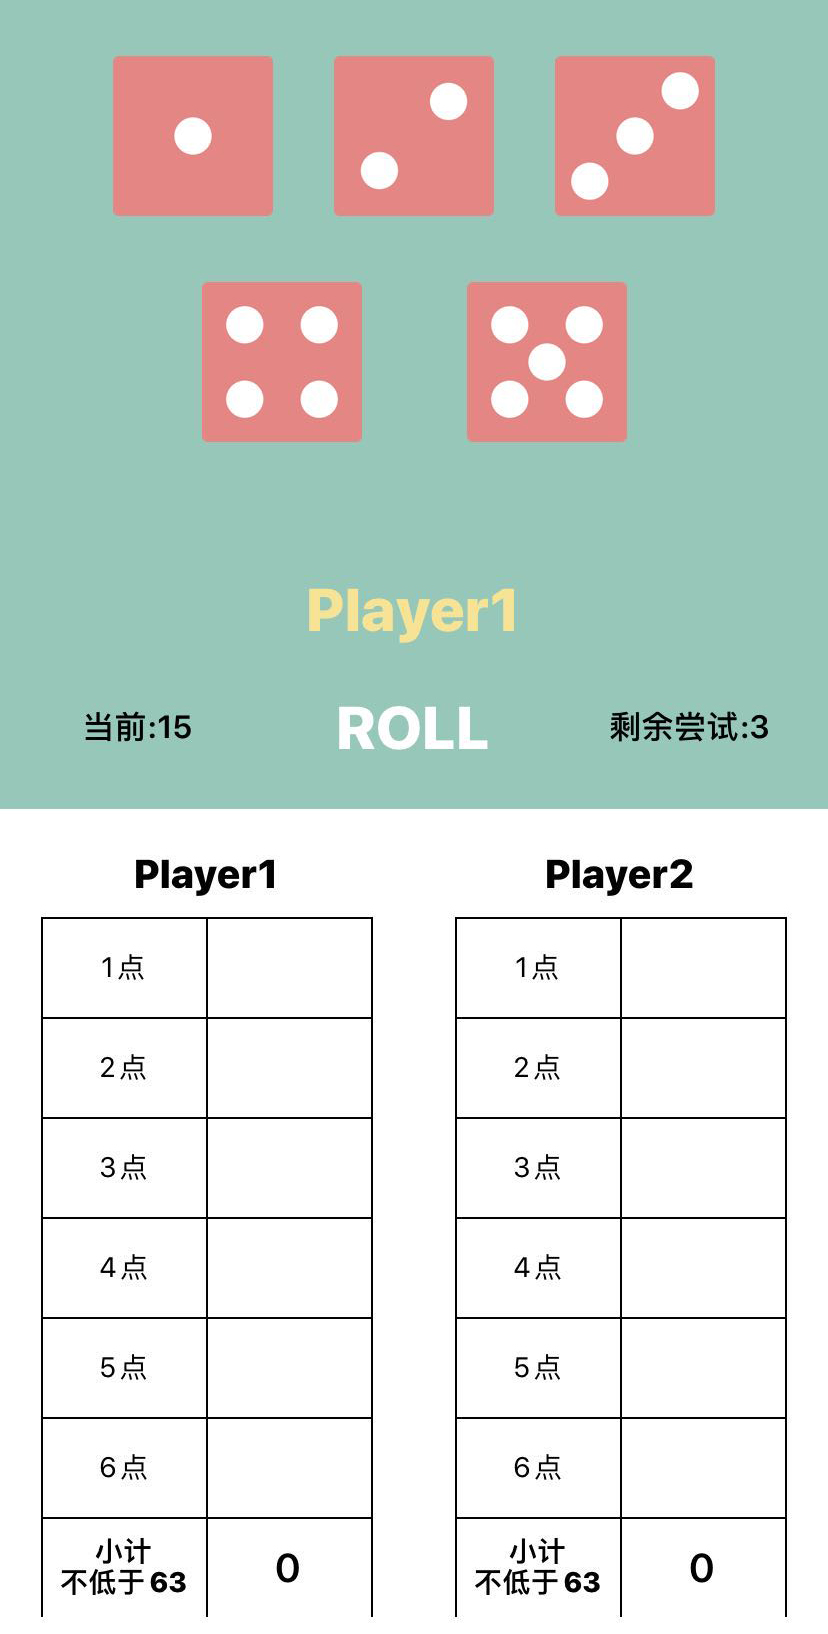 Player1
当前:15
ROLL
剩余尝试:3
Player1
Player2
1点
1点
2点
2点
3点
3点
4点
4点
5点
5点
6点
6点
小计
不低于63
0
小计
不低于63
0